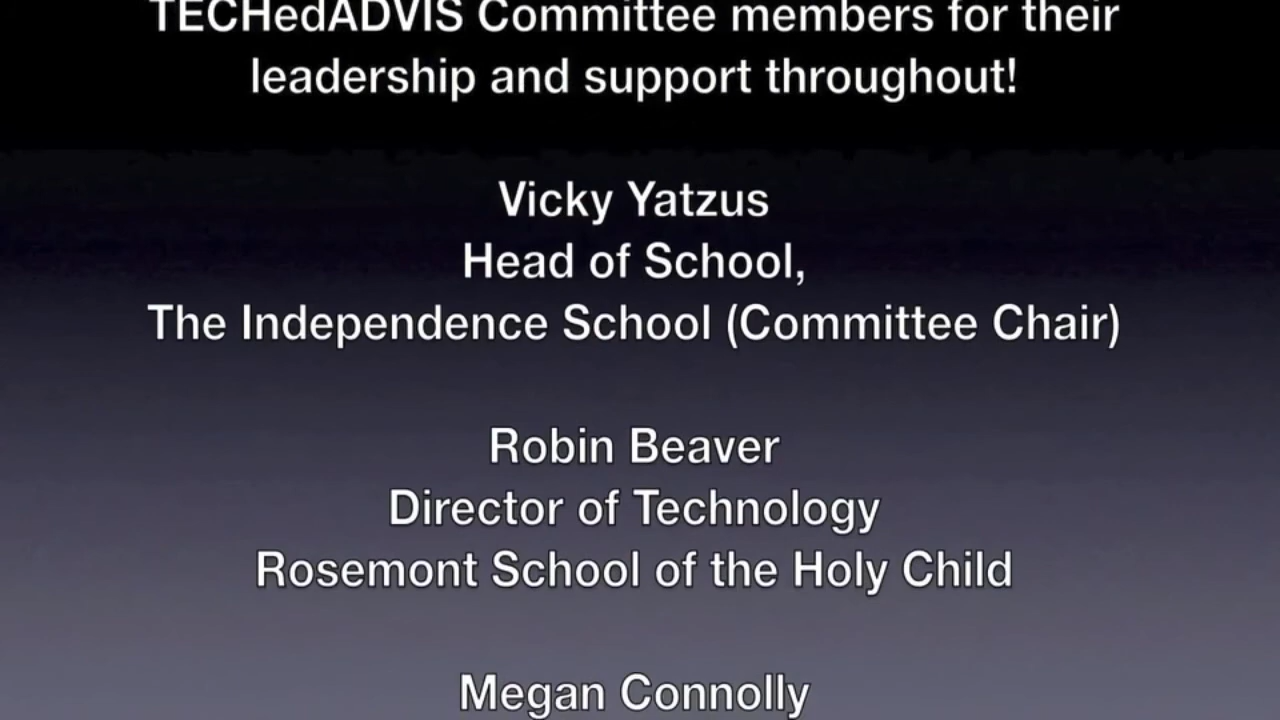 TECHedADVIS Committee members for their
leadership and support throughout!
Vicky Yatzus
Head of School,
The Independence School (Committee Chair)
Robin Beaver
Director of Technology
Rosemont School of the Holy Child
Megan Connolly